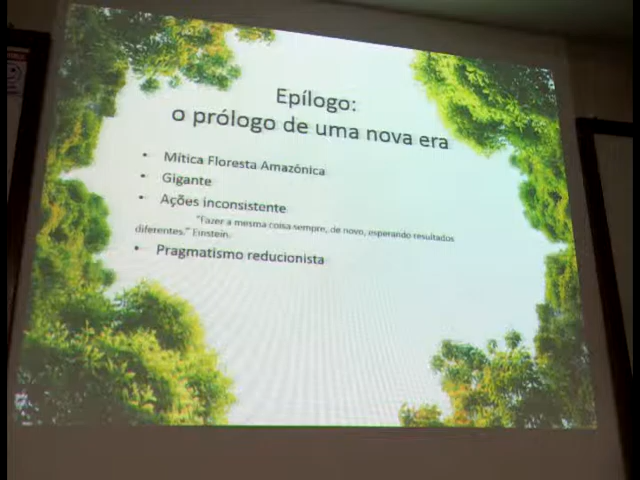 Epílogo:
o prólogo de uma nova era
• Mítica Floresta Amazónica
• Gigante
• Ações inconsistente
"Fazer a mesma coisa sempre, de novo, esperando resultados
diferentes." Einstein.
• Pragmatismo reducionista